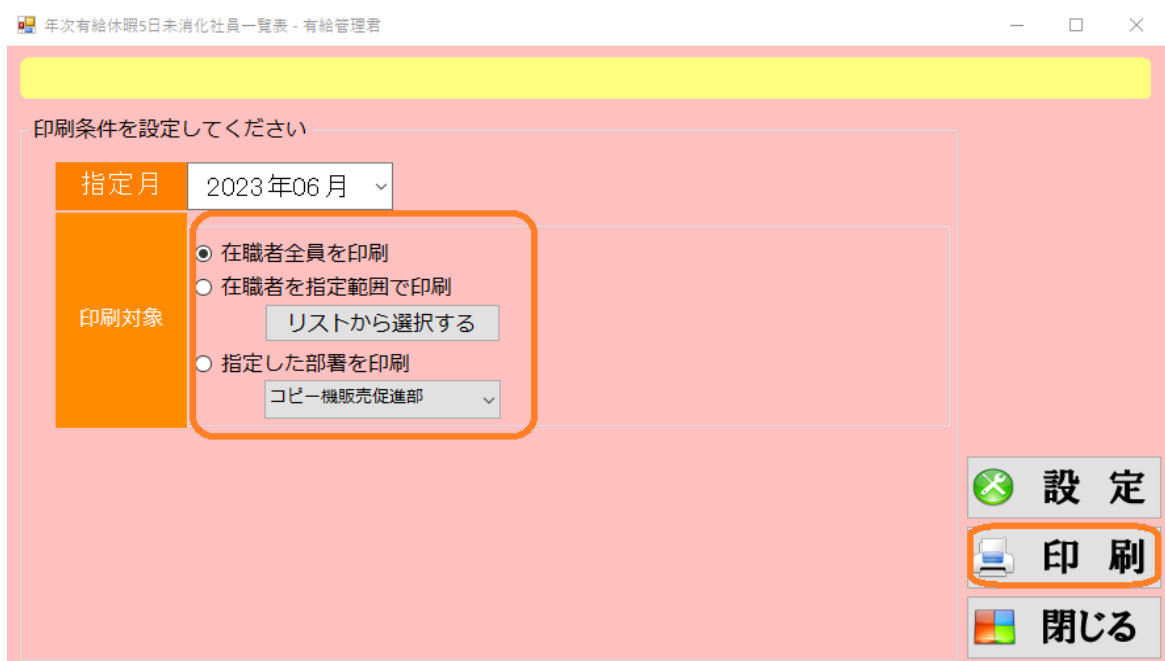 年次有給休暇5日未消化社員一覧表 - 有給管理君
印刷条件を設定してください
指定月
2023年06月
印刷対象
在職者全員を印刷
在職者を指定範囲で印刷
リストから選択する
指定した部署を印刷
コピー機販売促進部
設 定
印 刷
閉じる